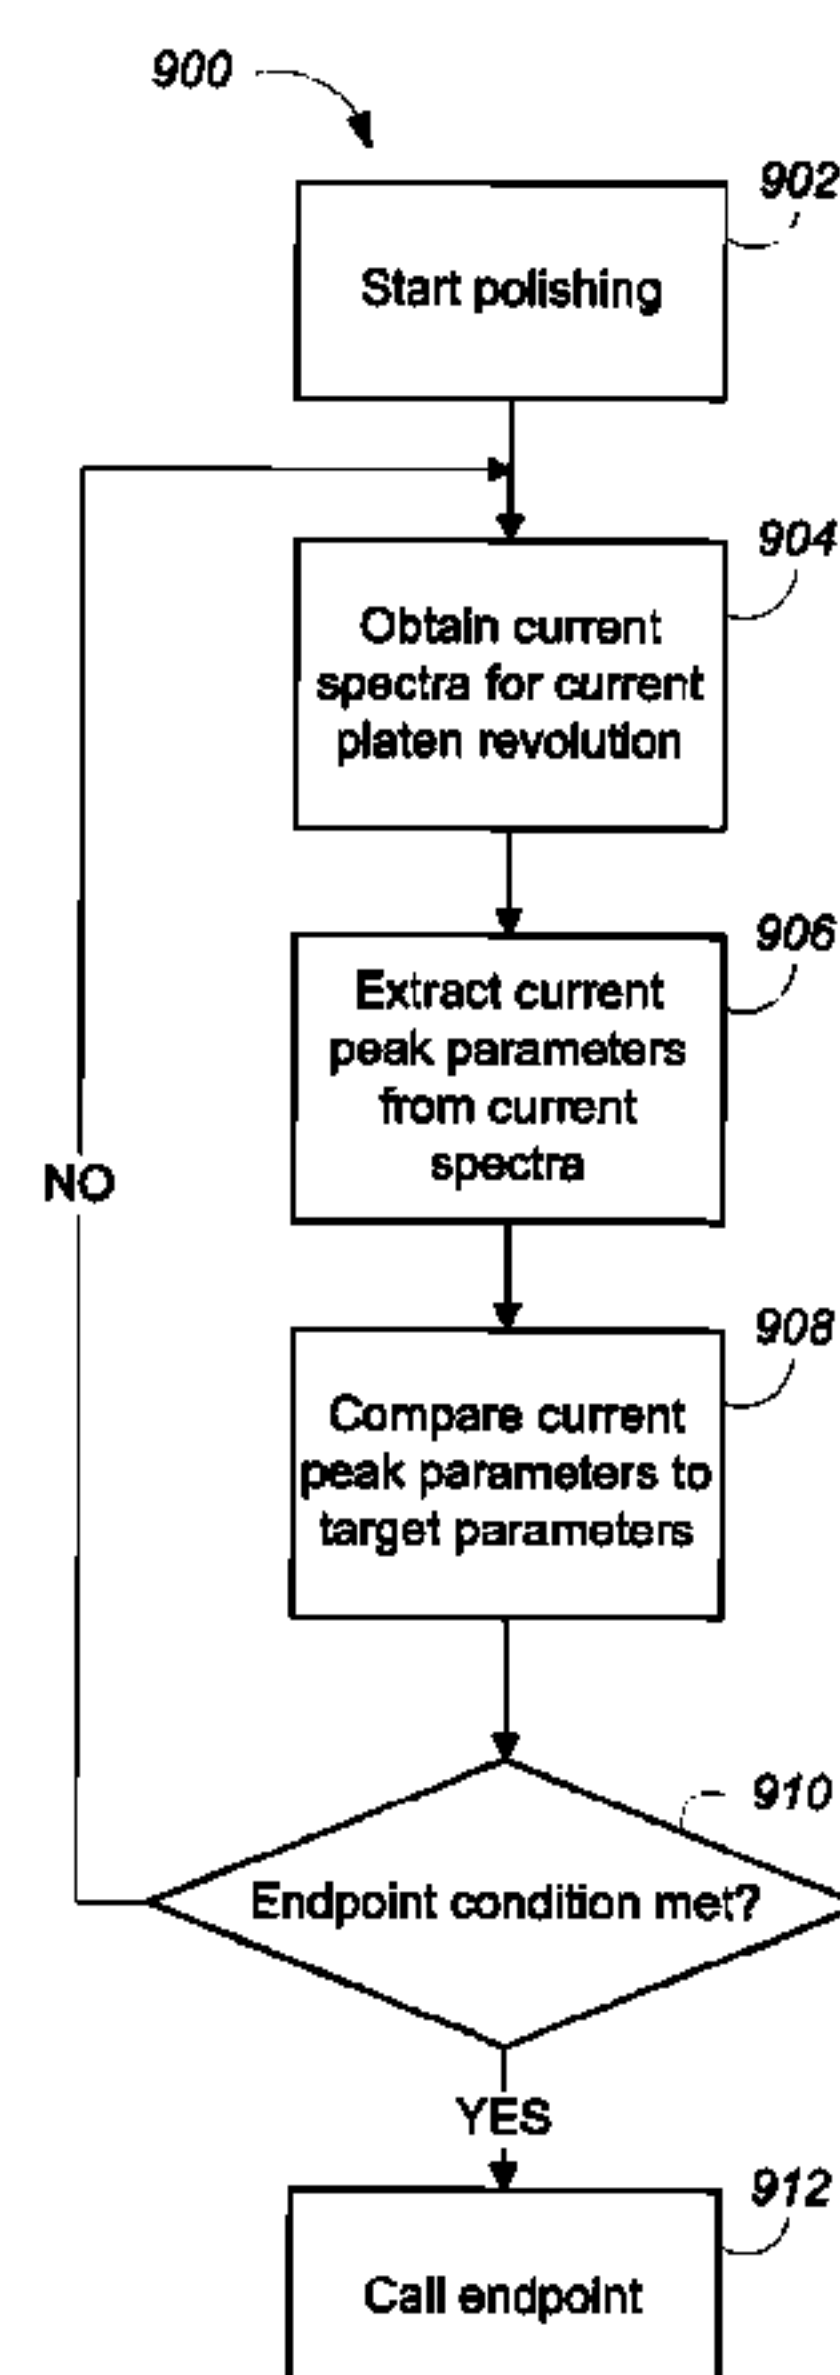 900
902
Start polishing
904
Obtain current
spectra for current
platen revolution
906
Extract current
peak parameters
from current
spectra
NO
908
Compare current
peak parameters to
target parameters
910
Endpoint condition met?
YES
912
Call endpoint